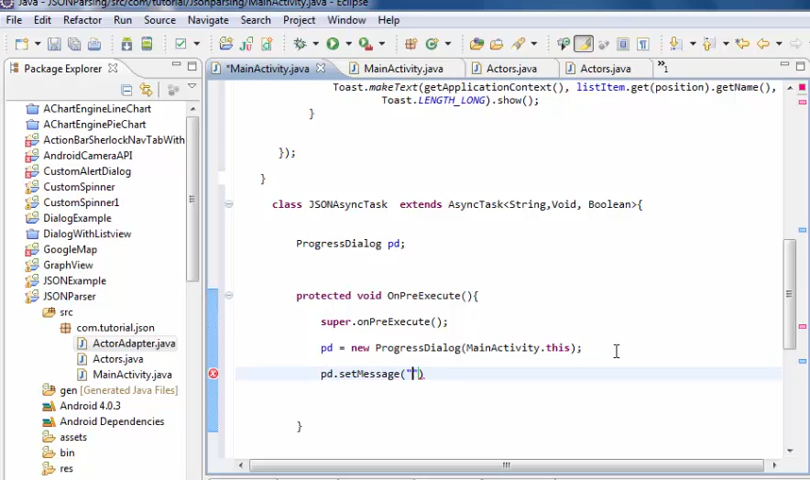 Java - JSONParsing/src/com/tutorial/Jsonparsing/MainActivity.java - Eclipse
File Edit Refactor Run Source Navigate Search Project Window Help
Package Explorer
*MainActivity.java
MainActivity.java
Actors.java
Actors.java
»1
AChartEngineLineChart
AChartEnginePieChart
ActionBarSherlockNavTabWith
AndroidCameraAPI
CustomAlertDialog
CustomSpinner
CustomSpinner1
DialogExample
DialogWithListview
GoogleMap
GraphView
JSONExample
JSONParser
src
com.tutorial.json
ActorAdapter.java
Actors.java
MainActivity.java
gen [Generated Java Files]
Android 4.0.3
Android Dependencies
assets
bin
res
Toast.makeText(getApplicationContext(), listItem.get(position).getName(),
Toast.LENGTH_LONG).show();
}
});
}
class JSONAsyncTask extends AsyncTask<String,Void, Boolean>{
ProgressDialog pd;
protected void OnPreExecute(){
super.onPreExecute();
pd = new ProgressDialog(MainActivity.this);
pd.setMessage("")
}